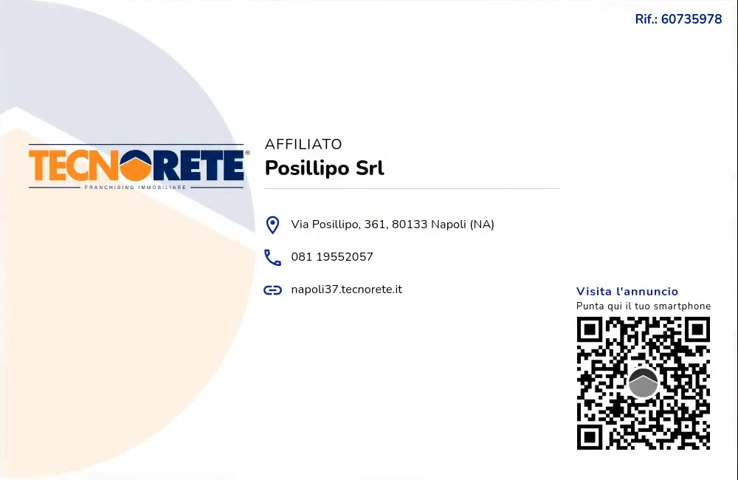 Rif.: 60735978
TECNORETE®
FRANCHISING IMMOBILIARE
AFFILIATO
Posillipo Srl
Via Posillipo, 361, 80133 Napoli (NA)
081 19552057
napoli37.tecnorete.it
Visita l'annuncio
Punta qui il tuo smartphone